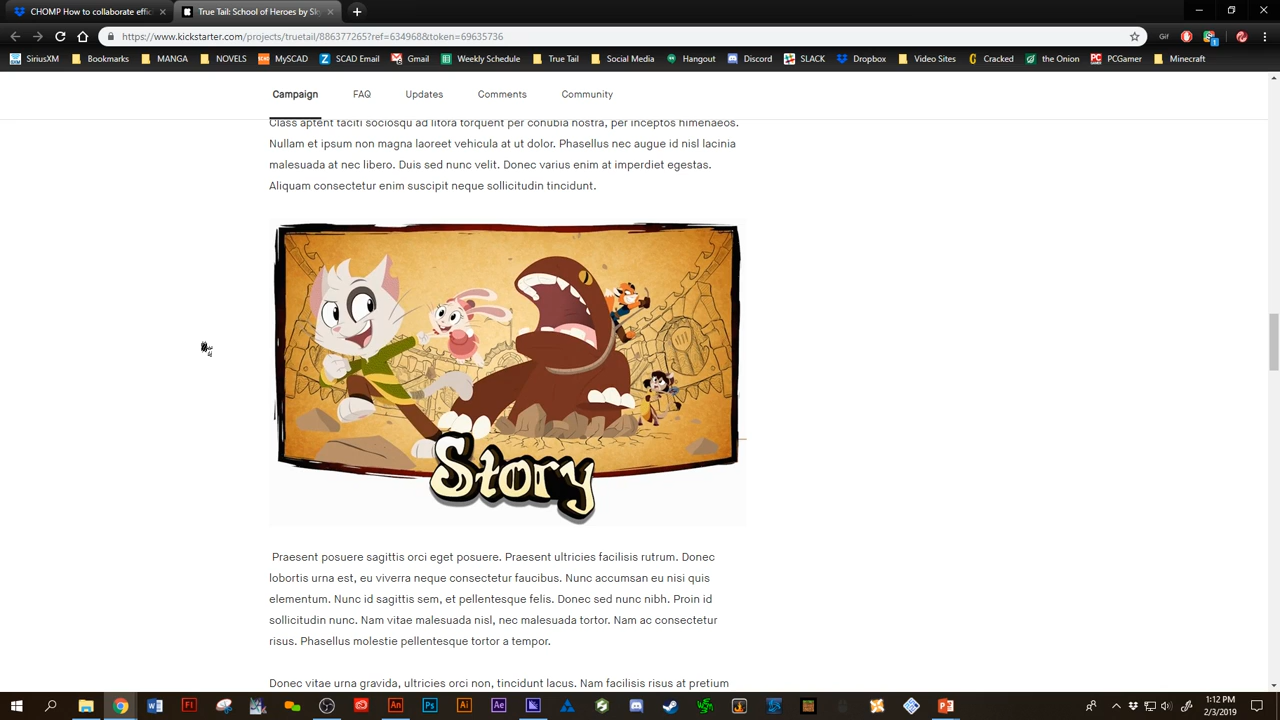 CHOMP How to collaborate effi
True Tail: School of Heroes by Sky
https://www.kickstarter.com/projects/truetail/886377265?ref=634968&token=69635736
Gif
SiriusXM Bookmarks MANGA NOVELS MySCAD SCAD Email Gmail Weekly Schedule True Tail Social Media Hangout Discord SLACK Dropbox Video Sites Cracked the Onion PCGamer Minecraft
Campaign FAQ Updates Comments Community
Class aptent taciti sociosqu ad litora torquent per conubia nostra, per inceptos himenaeos.
Nullam et ipsum non magna laoreet vehicula at ut dolor. Phasellus nec augue id nisl lacinia
malesuada at nec libero. Duis sed nunc velit. Donec varius enim at imperdiet egestas.
Aliquam consectetur enim suscipit neque sollicitudin tincidunt.
Story
Praesent posuere sagittis orci eget posuere. Praesent ultricies facilisis rutrum. Donec
lobortis urna est, eu viverra neque consectetur faucibus. Nunc accumsan eu nisi quis
elementum. Nunc id sagittis sem, et pellentesque felis. Donec sed nunc nibh. Proin id
sollicitudin nunc. Nam vitae malesuada nisl, nec malesuada tortor. Nam ac consectetur
risus. Phasellus molestie pellentesque tortor a tempor.
Donec vitae urna gravida, ultricies orci non, tincidunt lacus. Nam facilisis risus at pretium
1:12 PM
2/3/2019